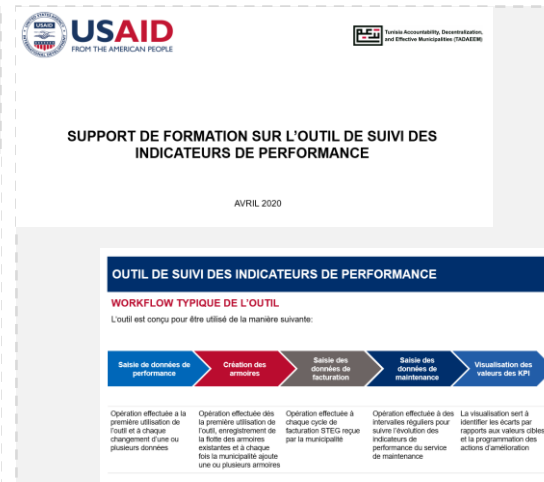 USAID
FROM THE AMERICAN PEOPLE
Tunisia Accountability, Decentralization,
and Effective Municipalities (TADAEEM)
SUPPORT DE FORMATION SUR L'OUTIL DE SUIVI DES
INDICATEURS DE PERFORMANCE
AVRIL 2020
OUTIL DE SUIVI DES INDICATEURS DE PERFORMANCE
WORKFLOW TYPIQUE DE L'OUTIL
L'outil est conçu pour être utilisé de la manière suivante:
Saisie de données de
performance
Création des
armoires
Saisie des
données de
facturation
Saisie des
données de
maintenance
Visualisation des
valeurs des KPI
Opération effectuée a la
première utilisation de
l'outil et à chaque
changement d'une ou
plusieurs données
Opération effectuée dès
la première utilisation de
l'outil, enregistrement de
la flotte des armoires
existantes et à chaque
fois la municipalité ajoute
une ou plusieurs armoires
Opération effectuée à
chaque cycle de
facturation STEG reçue
par la municipalité
Opération effectuée à des
intervalles réguliers pour
suivre l'évolution des
indicateurs de
performance du service
de maintenance
La visualisation sert à
identifier les écarts par
rapports aux valeurs cibles
et la programmation des
actions d'amélioration